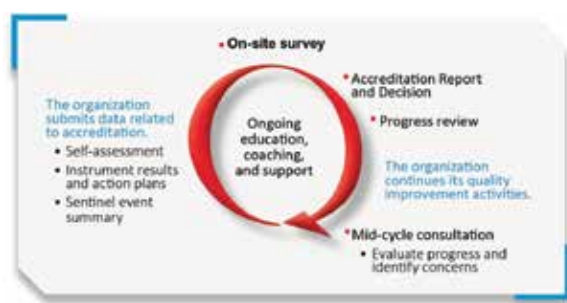 • On-site survey
• Accreditation Report
and Decision
• Progress review
The organization
continues its quality
improvement activities.
• Mid-cycle consultation
• Evaluate progress and
identify concerns
The organization
submits data related
to accreditation.
• Self-assessment
• Instrument results
and action plans
• Sentinel event
summary
Ongoing
education,
coaching,
and support